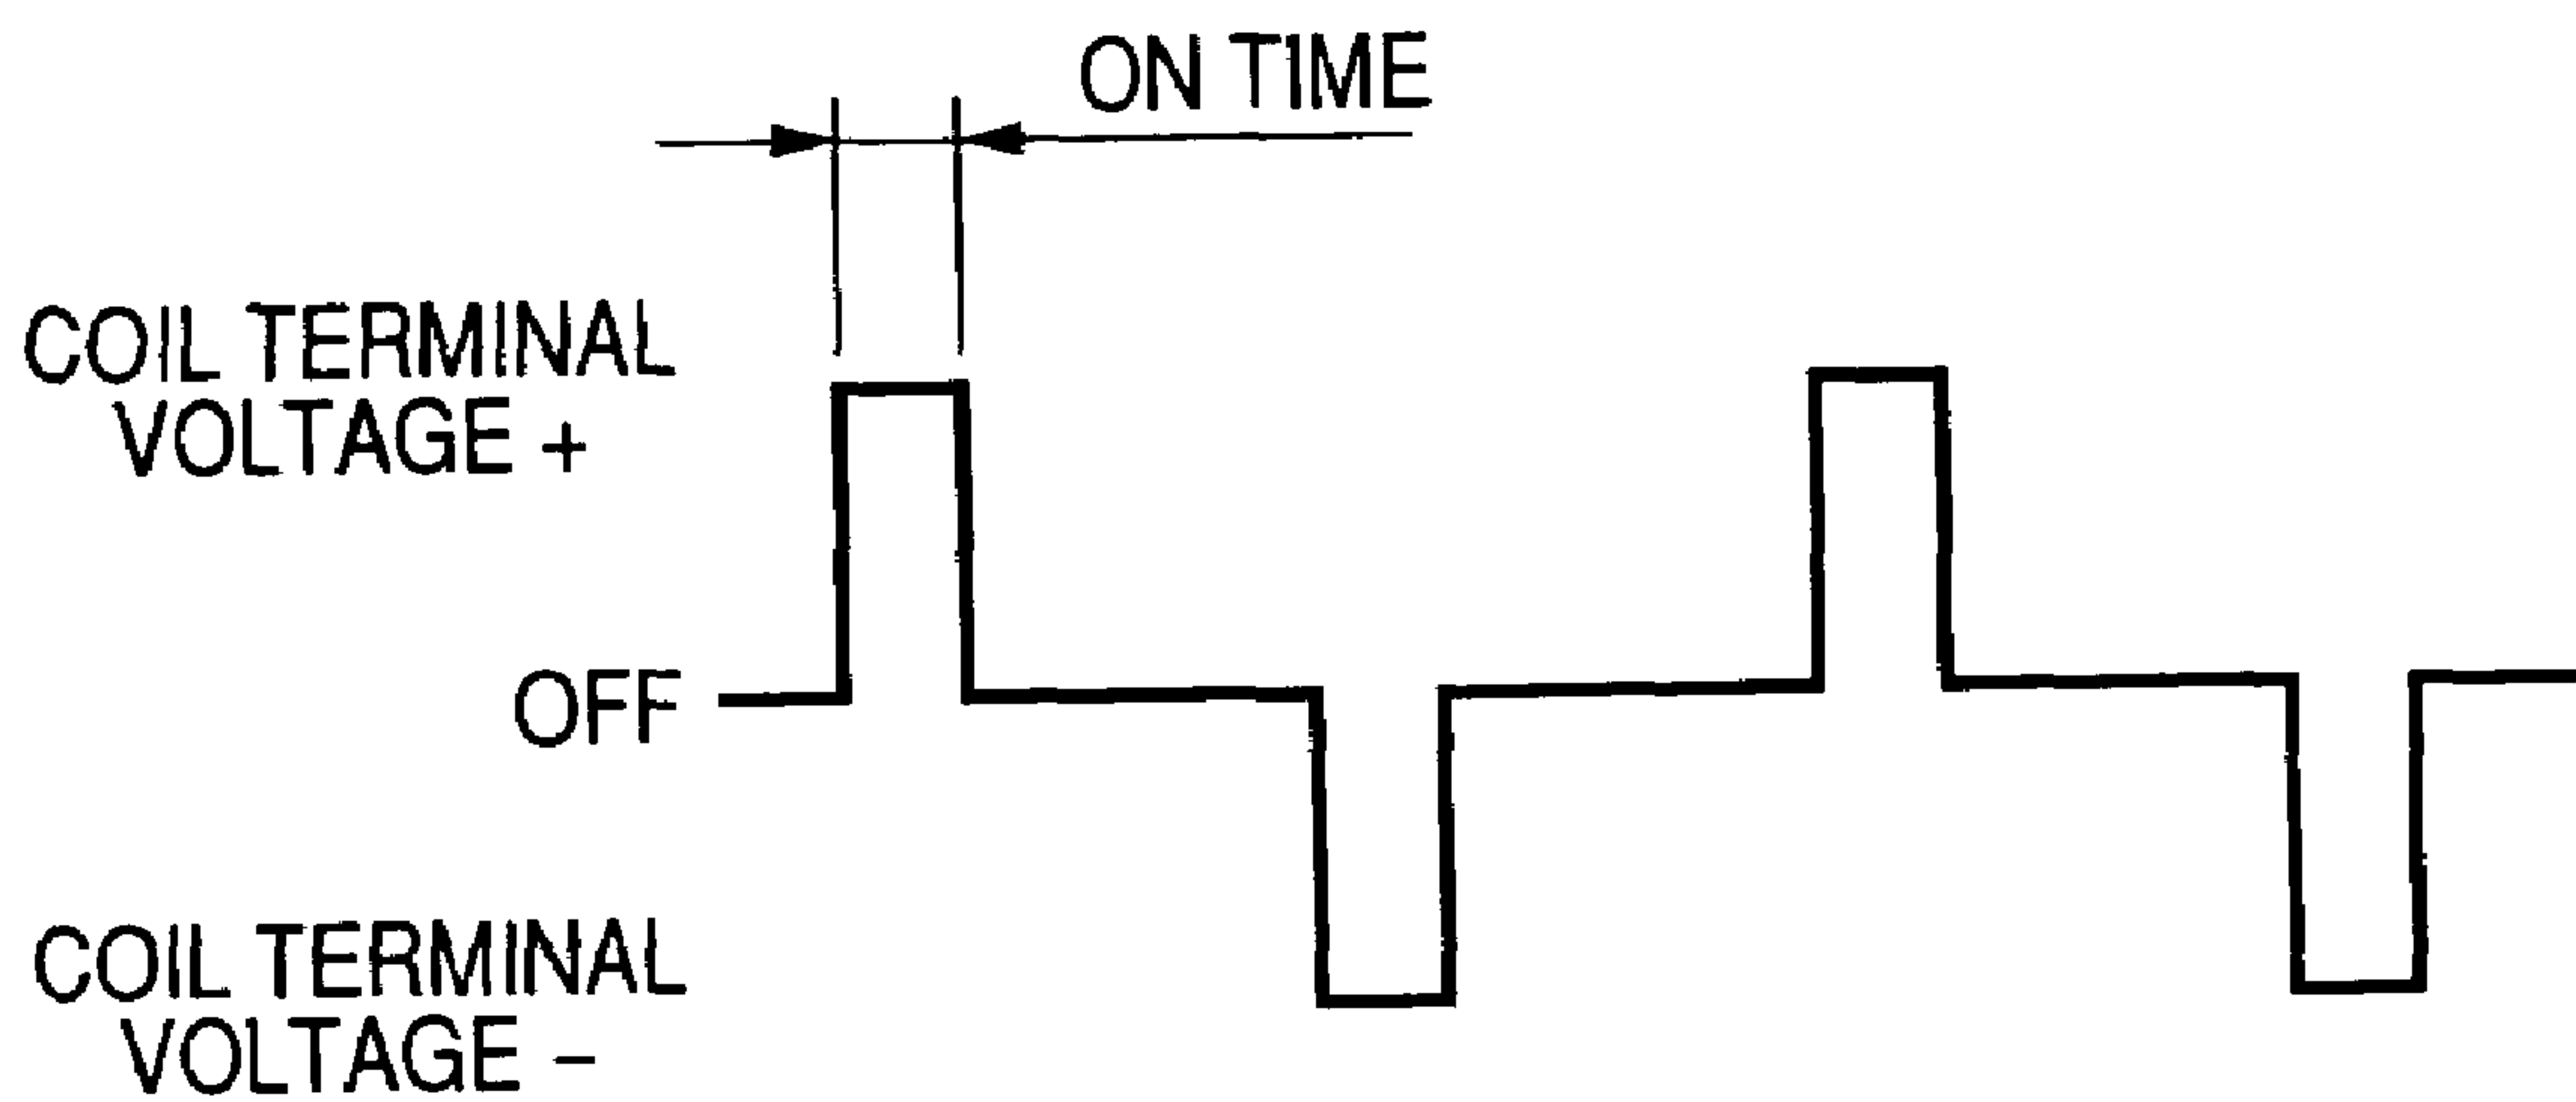 ON TIME
COIL TERMINAL
VOLTAGE +
OFF
COIL TERMINAL
VOLTAGE –